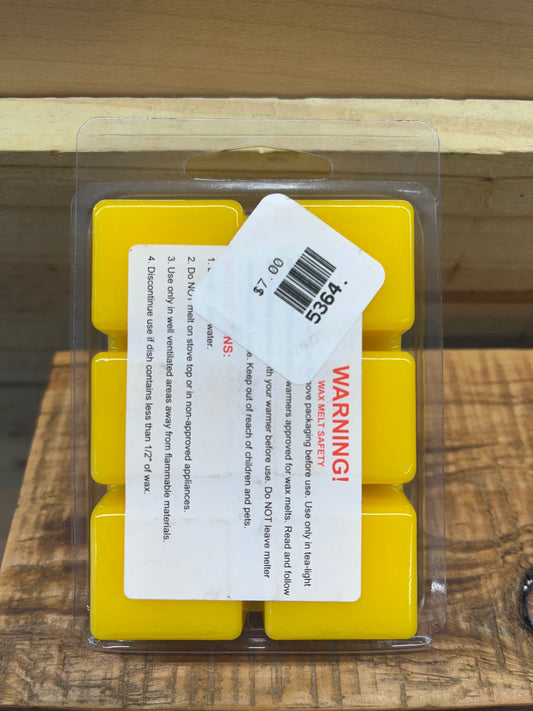 $7.00
5364.
WARNING!
WAX MELT SAFETY
packaging before use. Use only in tea-light
warmers approved for wax melts. Read and follow
your warmer before use. Do NOT leave melter
Keep out of reach of children and pets.
NS:
1.
water.
2. Do NOT melt on stove top or in non-approved appliances.
3. Use only in well ventilated areas away from flammable materials.
4. Discontinue use if dish contains less than 1/2" of wax.